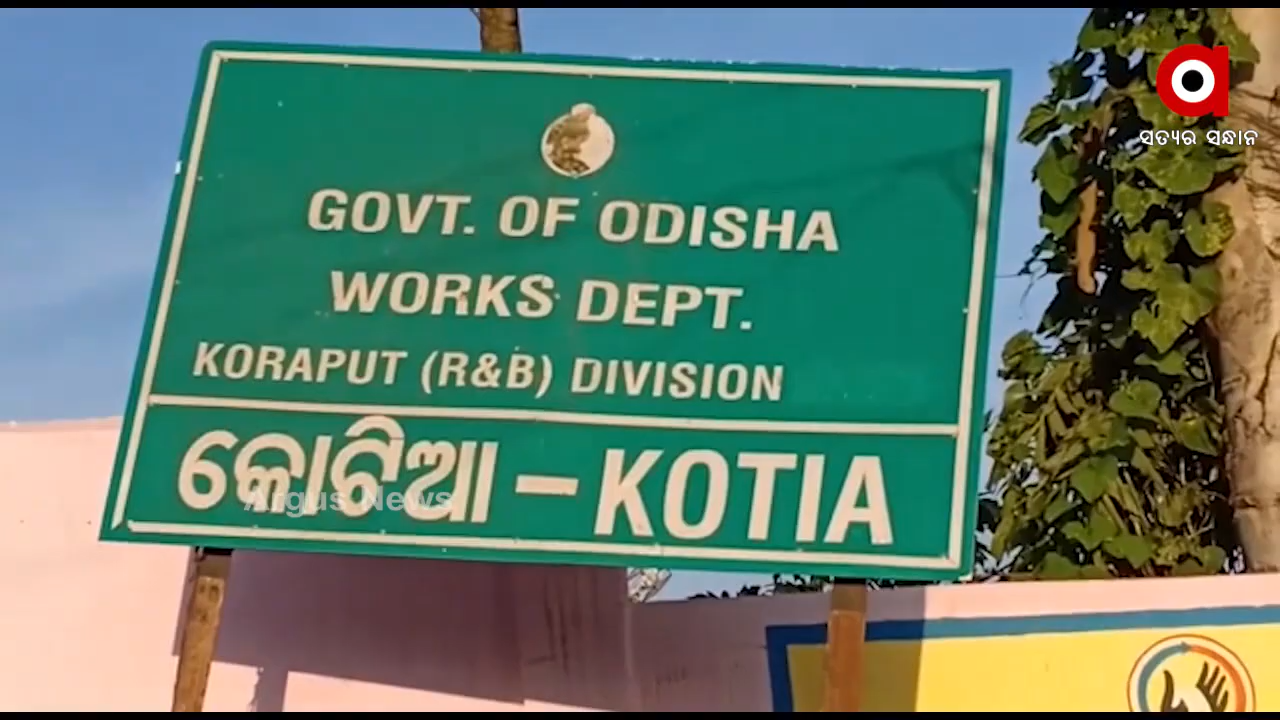 ସତ୍ୟର ସନ୍ଧାନ
GOVT. OF ODISHA
WORKS DEPT.
KORAPUT (R&B) DIVISION
କୋଟିଆ – KOTIA
Argus News